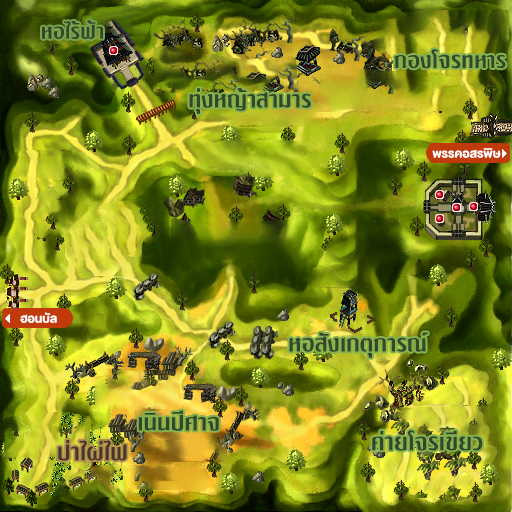 หอไร้ฟ้า
กองโจรทหาร
ทุ่งหญ้าสามาร
พรรคอสรพิษ
ฮอนบัล
หอสังเกตุการณ์
เนินปีศาจ
ค่ายโจรเขียว
ป่าไผ่ไฟ